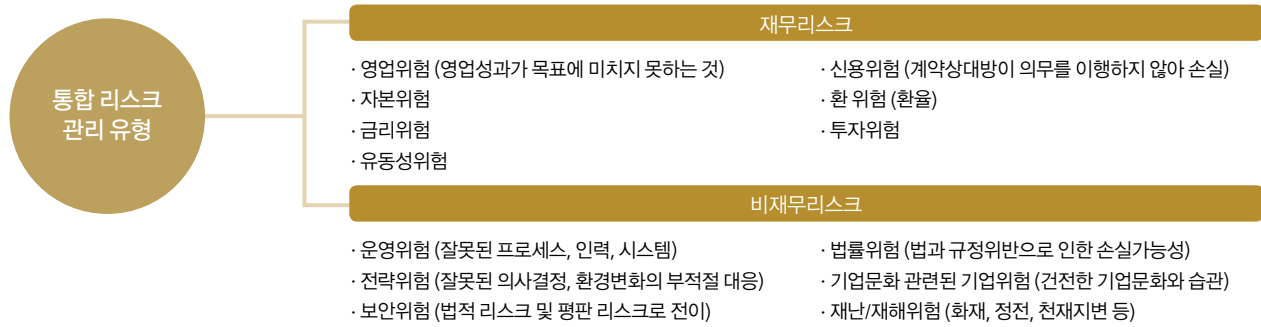 통합 리스크
관리 유형
재무리스크
· 영업위험 (영업성과가 목표에 미치지 못하는 것)
· 자본위험
· 금리위험
· 유동성위험
· 신용위험 (계약상대방이 의무를 이행하지 않아 손실)
· 환 위험 (환율)
· 투자위험
비재무리스크
· 운영위험 (잘못된 프로세스, 인력, 시스템)
· 전략위험 (잘못된 의사결정, 환경변화의 부적절 대응)
· 보안위험 (법적 리스크 및 평판 리스크로 전이)
· 법률위험 (법과 규정위반으로 인한 손실가능성)
· 기업문화 관련된 기업위험 (건전한 기업문화와 습관)
· 재난/재해위험 (화재, 정전, 천재지변 등)